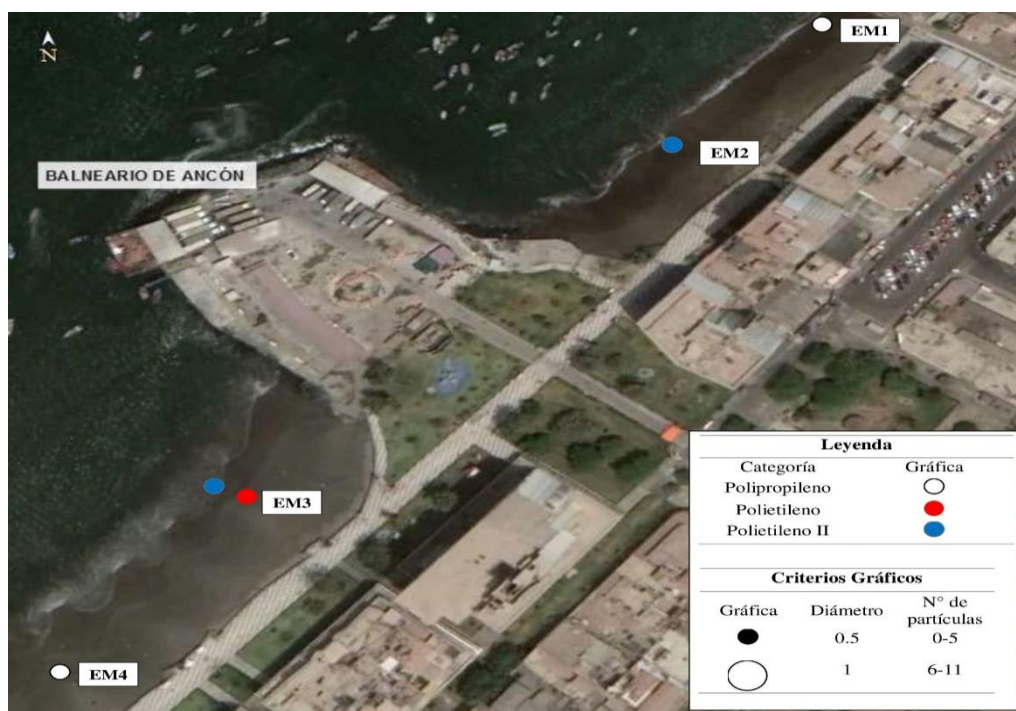 N
EM1
EM2
BALNEARIO DE ANCÓN
EM3
EM4
Leyenda
Categoría Gráfica
Polipropileno
Polietileno
Polietileno II
Criterios Gráficos
Gráfica Diámetro N° de partículas
0.5 0-5
1 6-11